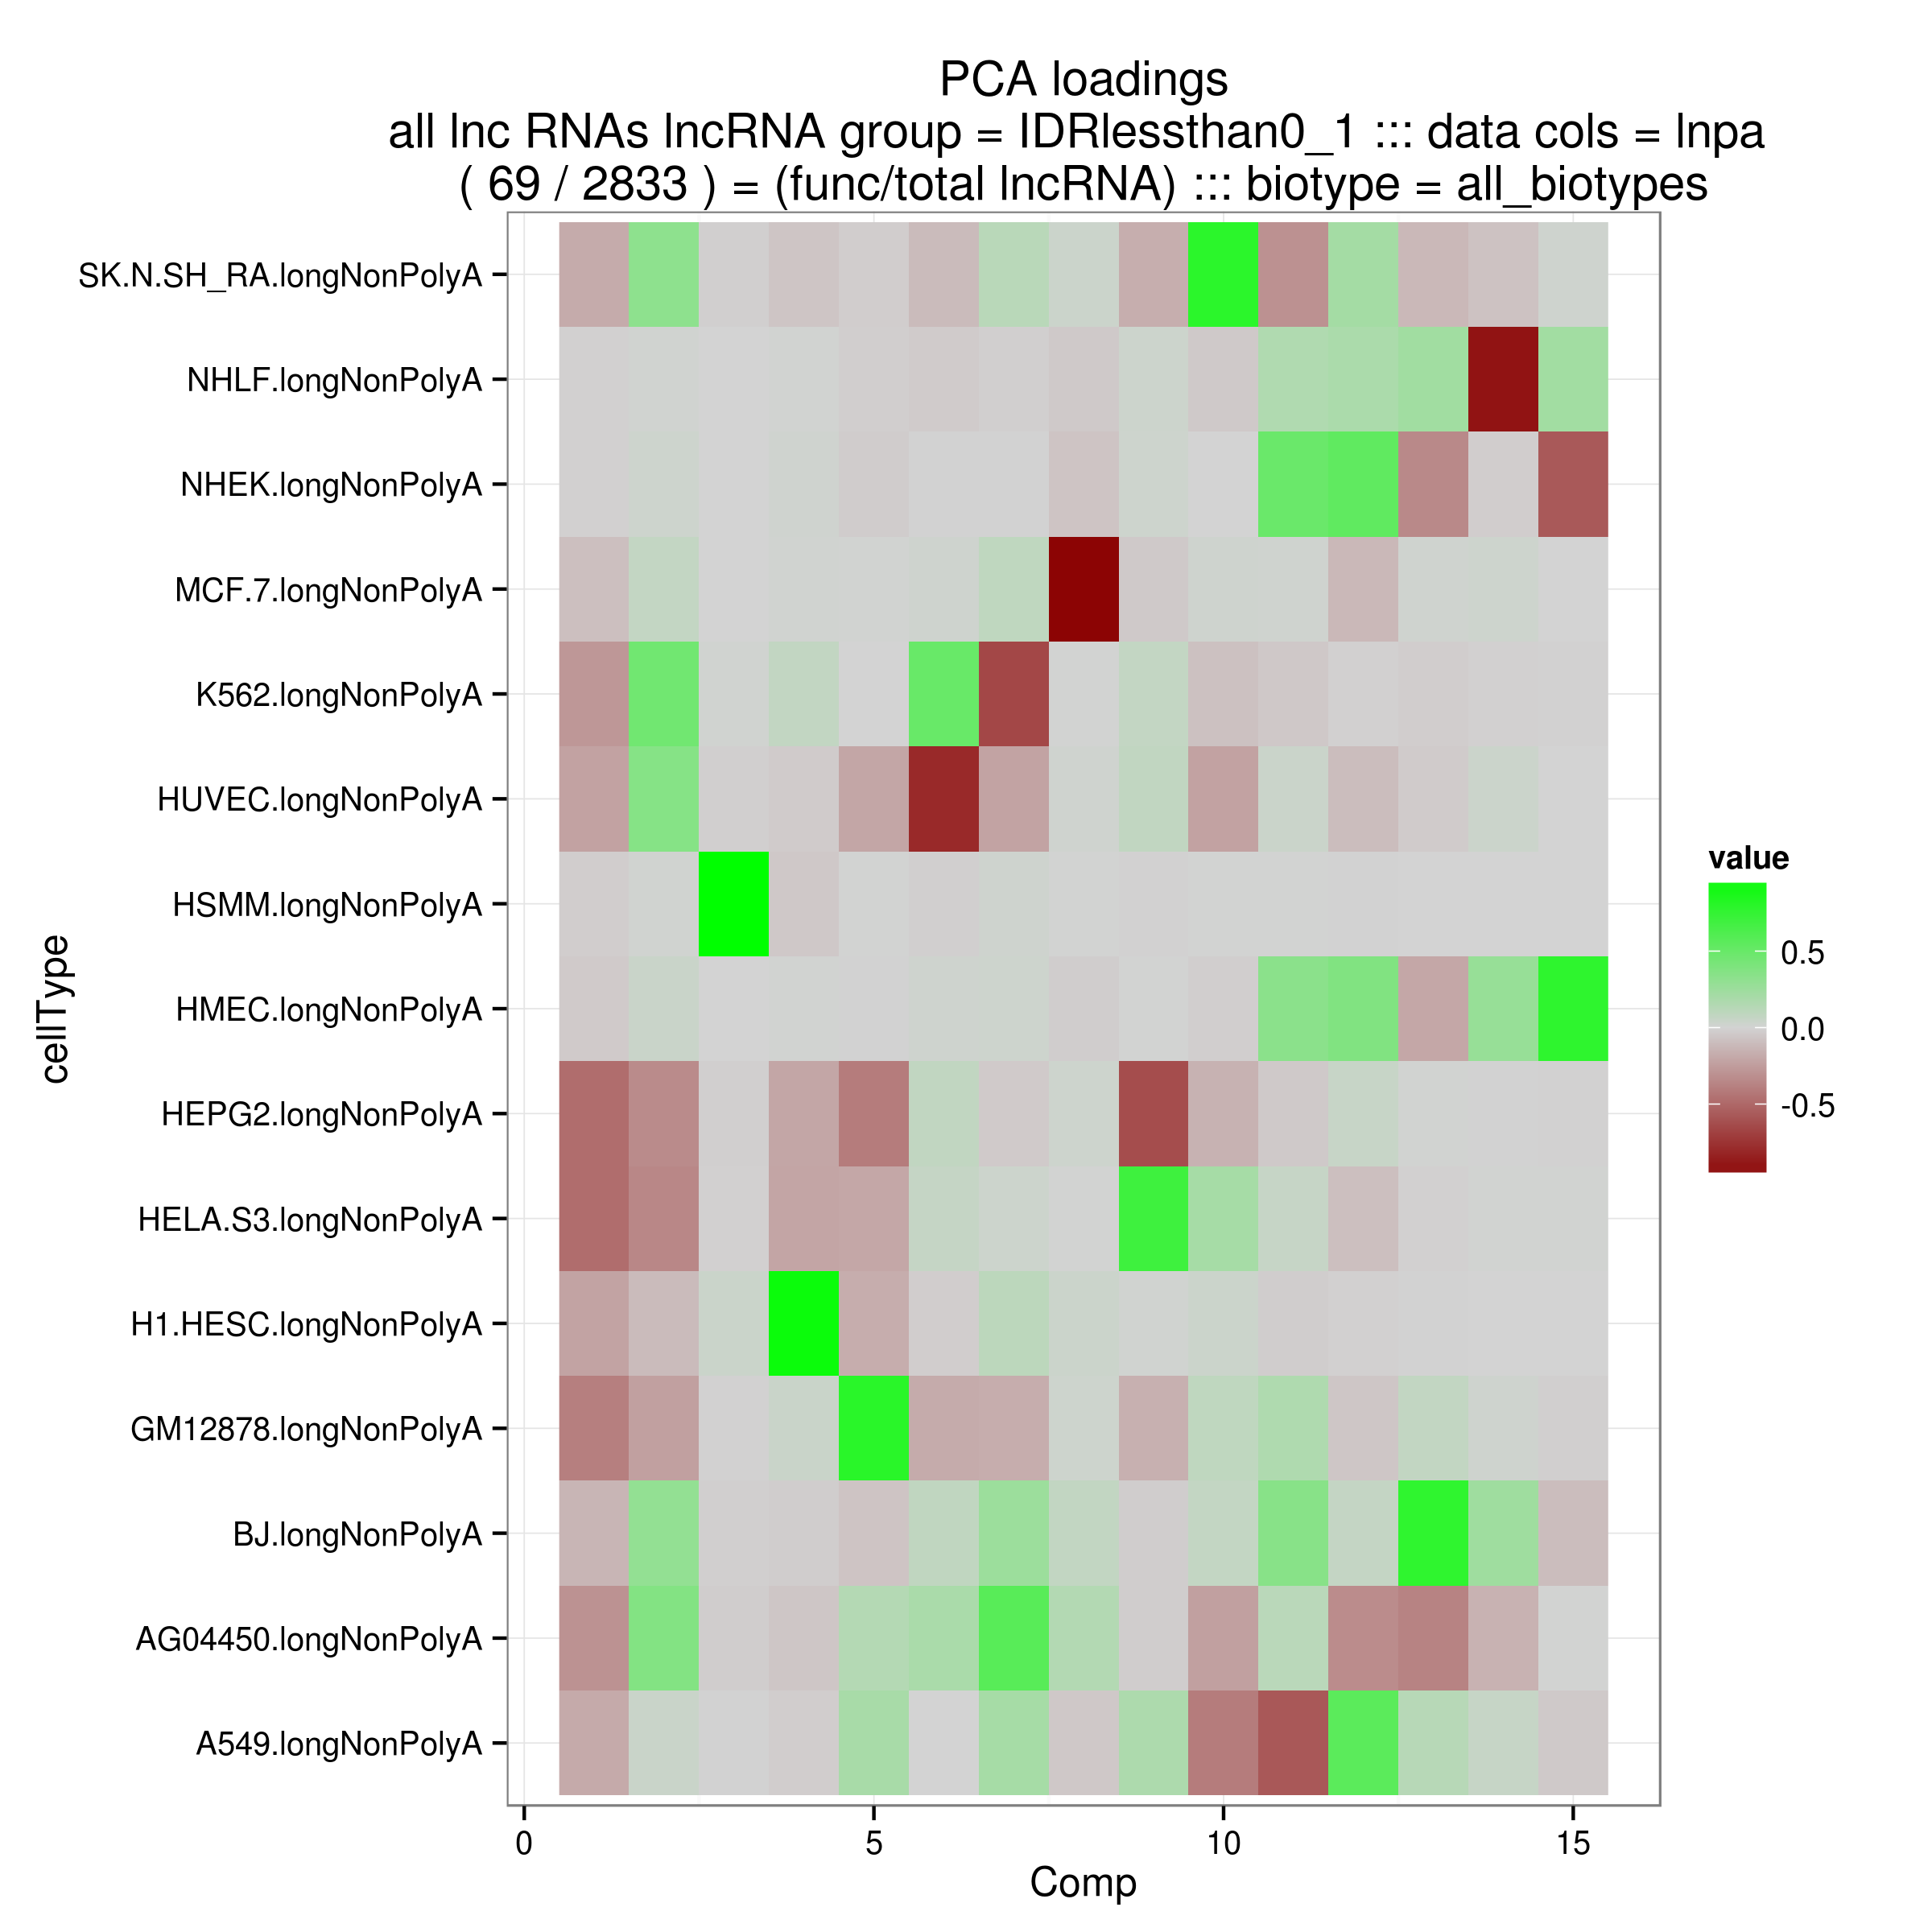 PCA loadings
all lnc RNAs lncRNA group = IDRlessthan0_1 ::: data cols = lnpa
( 69 / 2833 ) = (func/total lncRNA) ::: biotype = all_biotypes
SK.N.SH_RA.longNonPolyA
NHLF.longNonPolyA
NHEK.longNonPolyA
MCF.7.longNonPolyA
K562.longNonPolyA
HUVEC.longNonPolyA
HSMM.longNonPolyA
HMEC.longNonPolyA
HEPG2.longNonPolyA
HELA.S3.longNonPolyA
H1.HESC.longNonPolyA
GM12878.longNonPolyA
BJ.longNonPolyA
AG04450.longNonPolyA
A549.longNonPolyA
cellType
0 5 10 15
Comp
value
0.5
0.0
-0.5